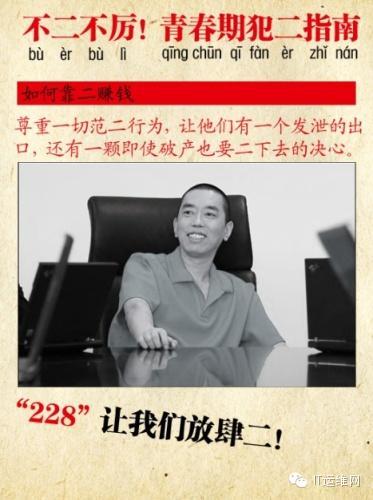 不二不厉！青春期犯二指南
bù èr bù lì qīng chūn qī fàn èr zhǐ nán
如何靠二赚钱
尊重一切范二行为，让他们有一个发泄的出
口，还有一颗即使破产也要二下去的决心。
“228”让我们放肆二！
IT运维网